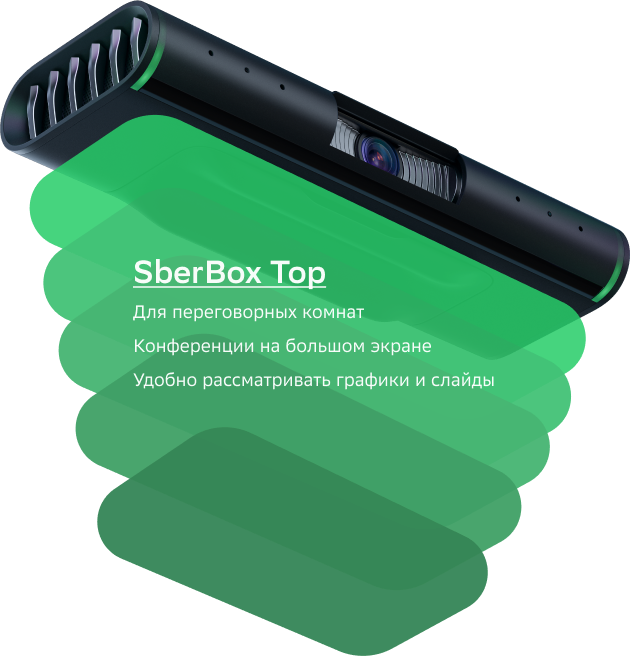 SberBox Top
Для переговорных комнат
Конференции на большом экране
Удобно рассматривать графики и слайды